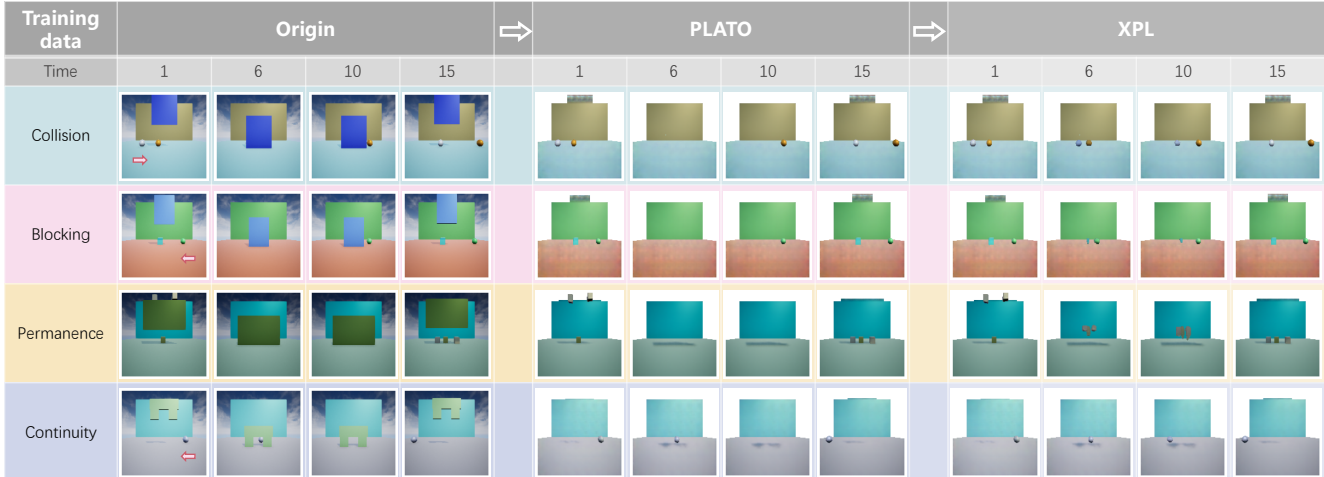 Training data Origin PLATO XPL
Time 1 6 10 15 1 6 10 15 1 6 10 15
Collision
Blocking
Permanence
Continuity